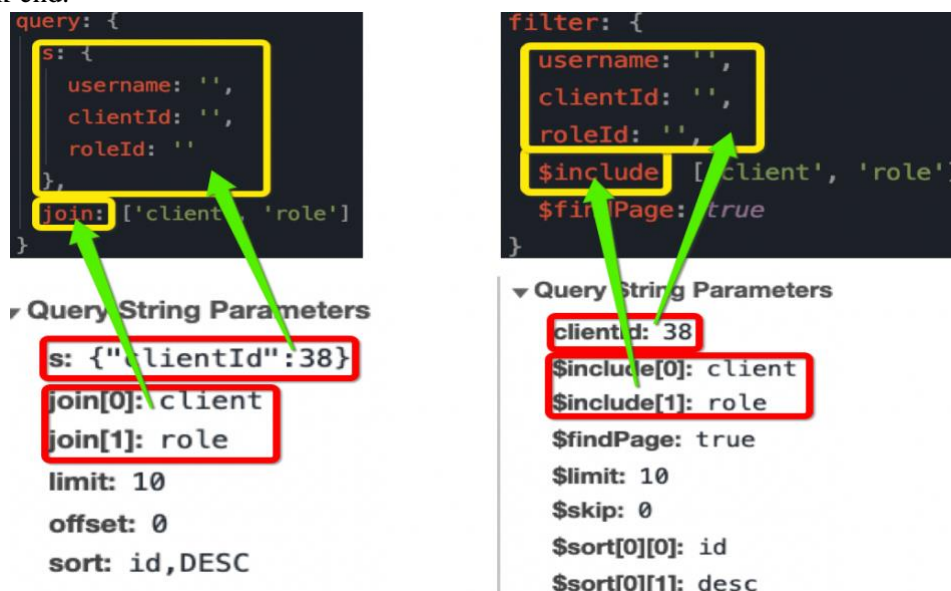 query: {
s: {
username: '',
clientId: '',
roleId: ''
},
join: ['client', 'role']
}
Query String Parameters
s: {"clientId":38}
join[0]: client
join[1]: role
limit: 10
offset: 0
sort: id,DESC
filter: {
username: '',
clientId: '',
roleId: '',
$include: ['client', 'role']
$findPage: true
}
Query String Parameters
clientId: 38
$include[0]: client
$include[1]: role
$findPage: true
$limit: 10
$skip: 0
$sort[0][0]: id
$sort[0][1]: desc